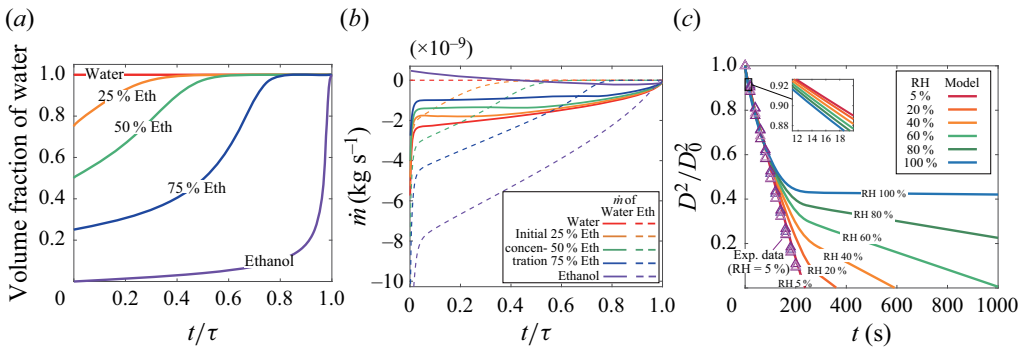 (a)
Volume fraction of water
1.0
0.8
0.6
0.4
0.2
0
Water
25 % Eth
50 % Eth
75 % Eth
Ethanol
0 0.2 0.4 0.6 0.8 1.0
t/τ
(b)
(×10−9)
ṁ (kg s−1)
0
−2
−4
−6
−8
−10
ṁ of
Water Eth
Water
Initial 25 % Eth
concen- 50 % Eth
tration 75 % Eth
Ethanol
0 0.2 0.4 0.6 0.8 1.0
t/τ
(c)
D2/D02
1.0
0.8
0.6
0.4
0.2
0.92
0.90
0.88
12 14 16 18
RH Model
5 %
20 %
40 %
60 %
80 %
100 %
RH 100 %
RH 80 %
RH 60 %
RH 40 %
RH 20 %
RH 5 %
Exp. data
(RH = 5 %)
0 200 400 600 800 1000
t (s)